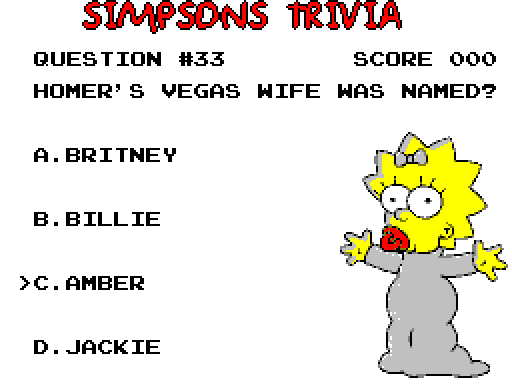 SIMPSONS TRIVIA
QUESTION #33 SCORE 000
HOMER'S VEGAS WIFE WAS NAMED?
A.BRITNEY
B.BILLIE
>C.AMBER
D.JACKIE